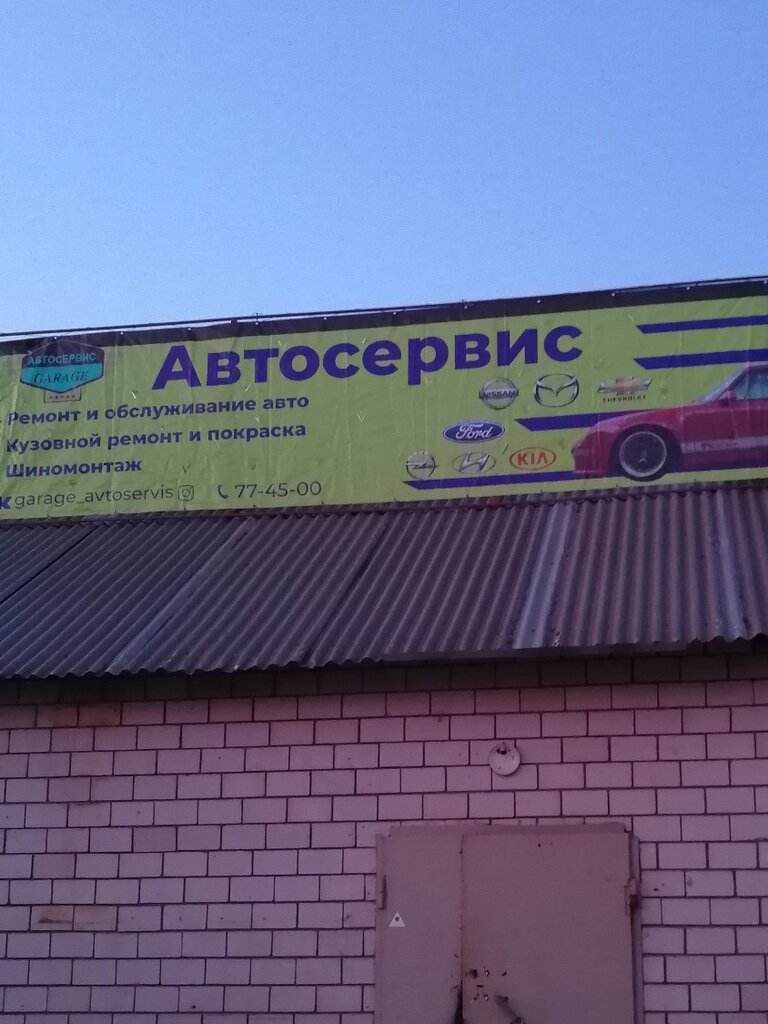 АВТОСЕРВИС
GARAGE
Автосервис
Ремонт и обслуживание авто
Кузовной ремонт и покраска
Шиномонтаж
garage_avtoservis
77-45-00
NISSAN
CHEVROLET
Ford
KIA